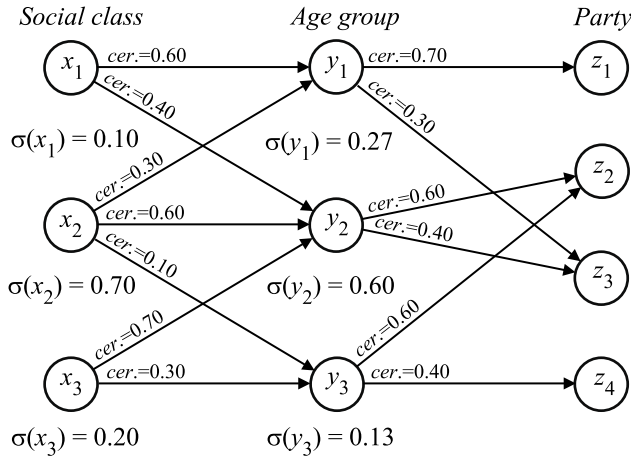 Social class Age group Party
x1 cer.=0.60 y1 cer.=0.70 z1
cer.=0.40 cer.=0.30
σ(x1) = 0.10 σ(y1) = 0.27
cer.=0.30 cer.=0.60 z2
x2 cer.=0.60 y2 cer.=0.40
cer.=0.10 z3
σ(x2) = 0.70 σ(y2) = 0.60
cer.=0.70 cer.=0.60
x3 cer.=0.30 y3 cer.=0.40 z4
σ(x3) = 0.20 σ(y3) = 0.13